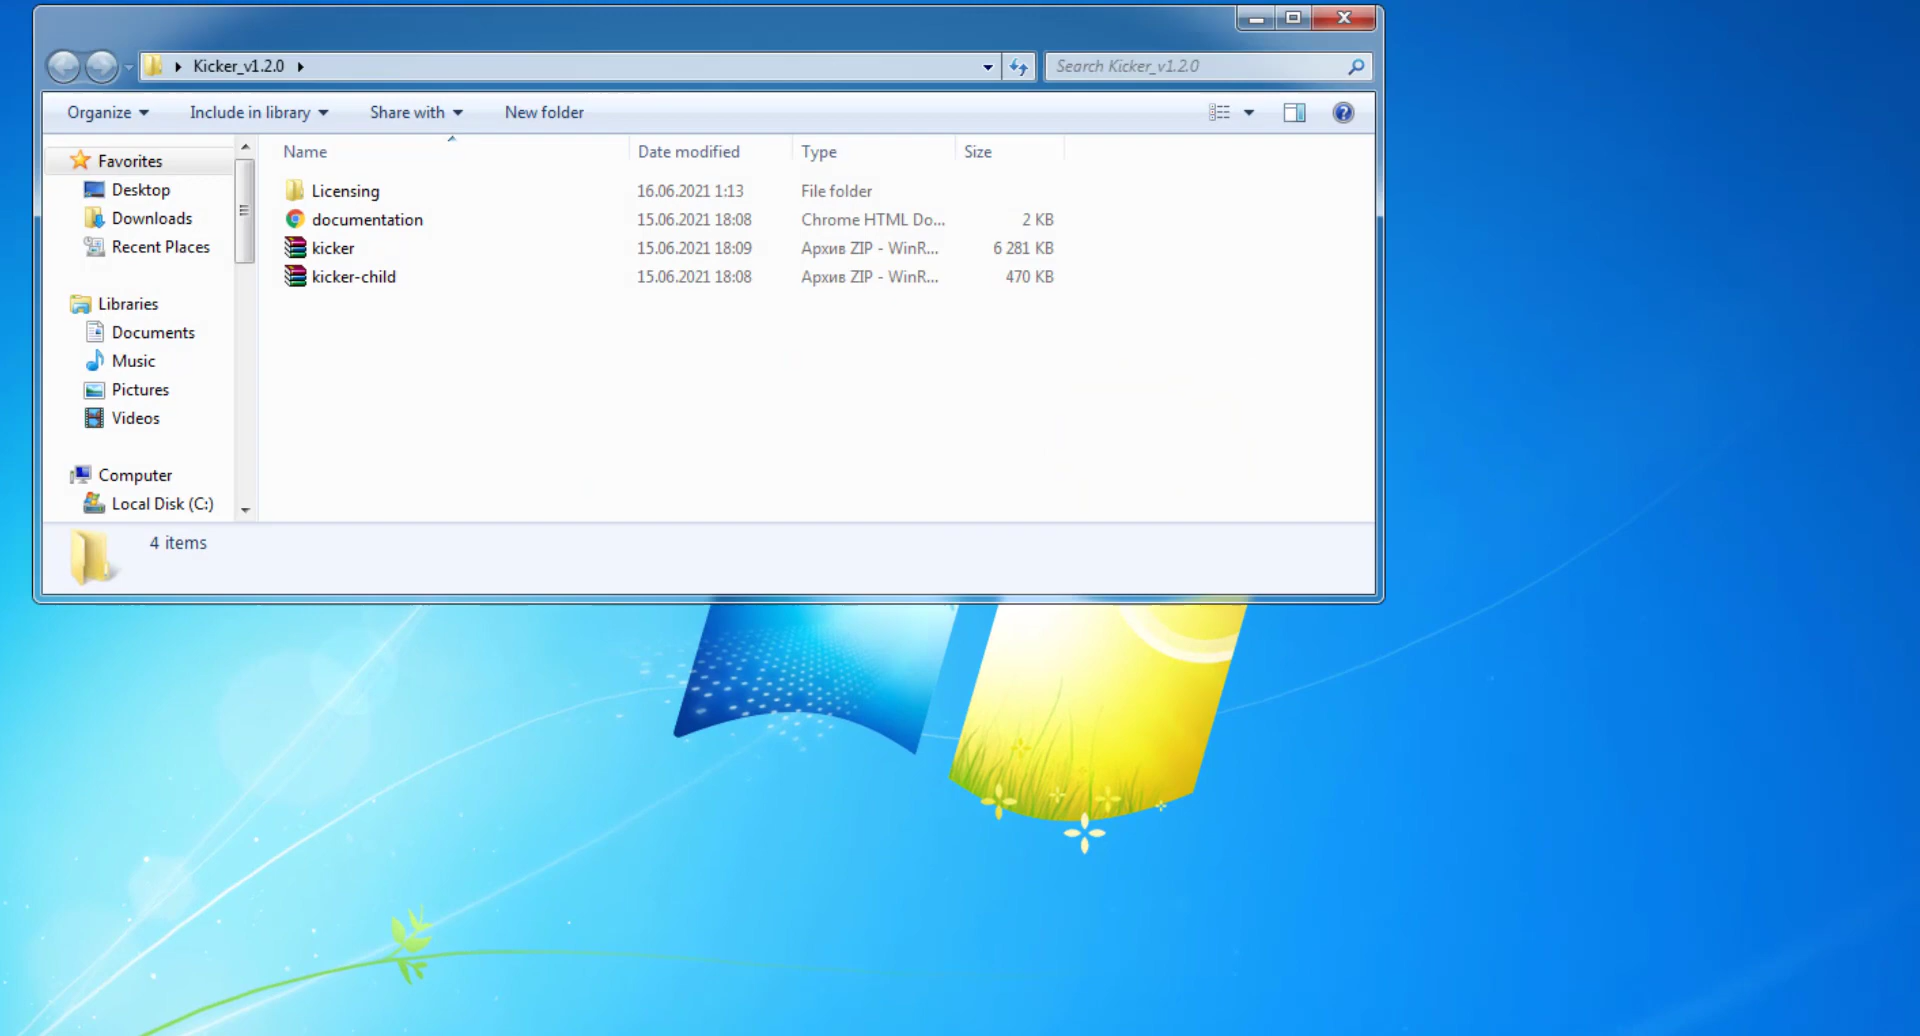 Kicker_v1.2.0
Search Kicker_v1.2.0
Organize Include in library Share with New folder
Name Date modified Type Size
Favorites
Desktop
Downloads
Recent Places
Libraries
Documents
Music
Pictures
Videos
Computer
Local Disk (C:)
Licensing 16.06.2021 1:13 File folder
documentation 15.06.2021 18:08 Chrome HTML Do... 2 KB
kicker 15.06.2021 18:09 Архив ZIP - WinR... 6 281 KB
kicker-child 15.06.2021 18:08 Архив ZIP - WinR... 470 KB
4 items